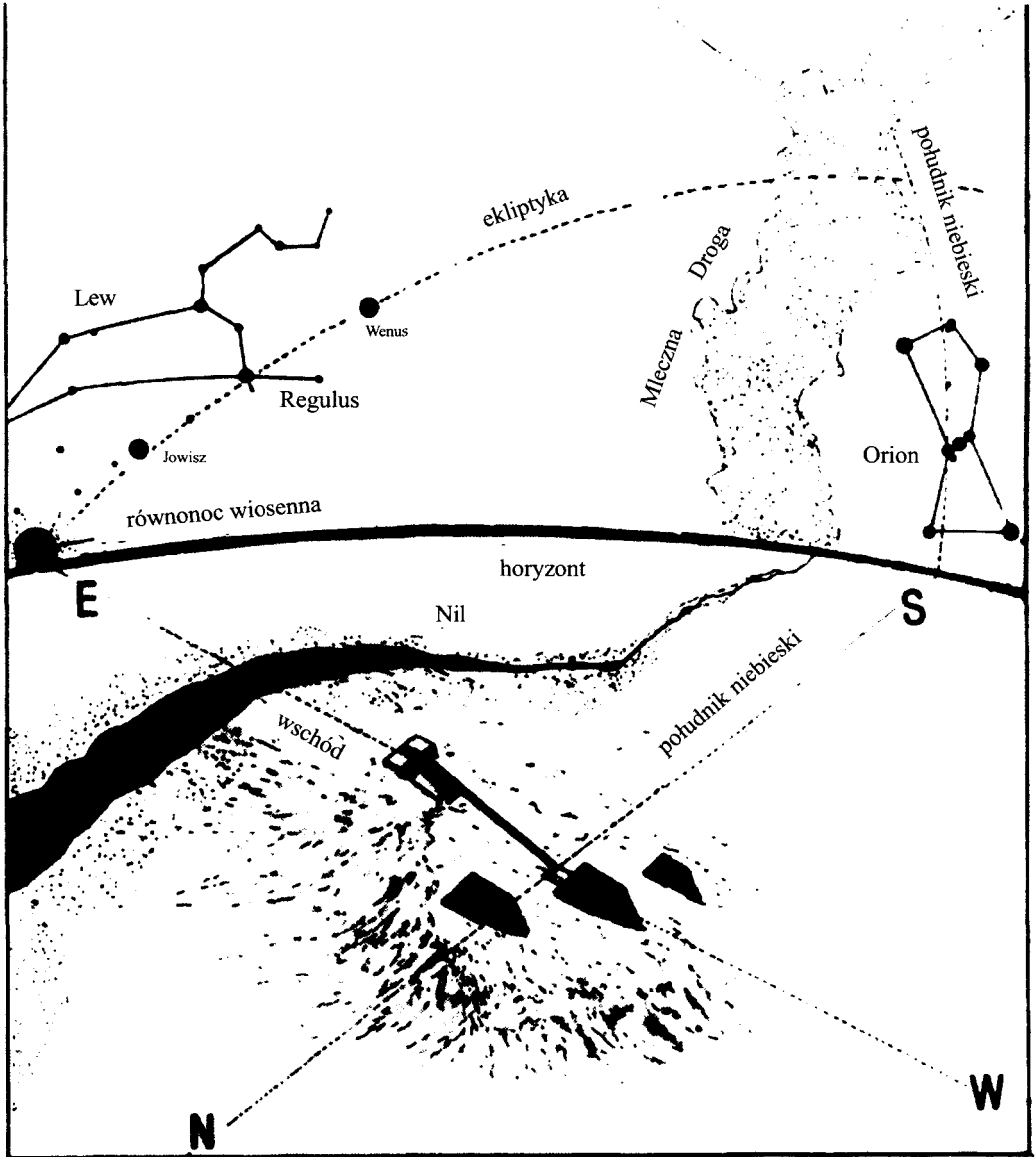 południk niebieski
ekliptyka
Mleczna Droga
Lew
Wenus
Regulus
Orion
Jowisz
równonoc wiosenna
horyzont
E
S
Nil
południk niebieski
wschód
W
N